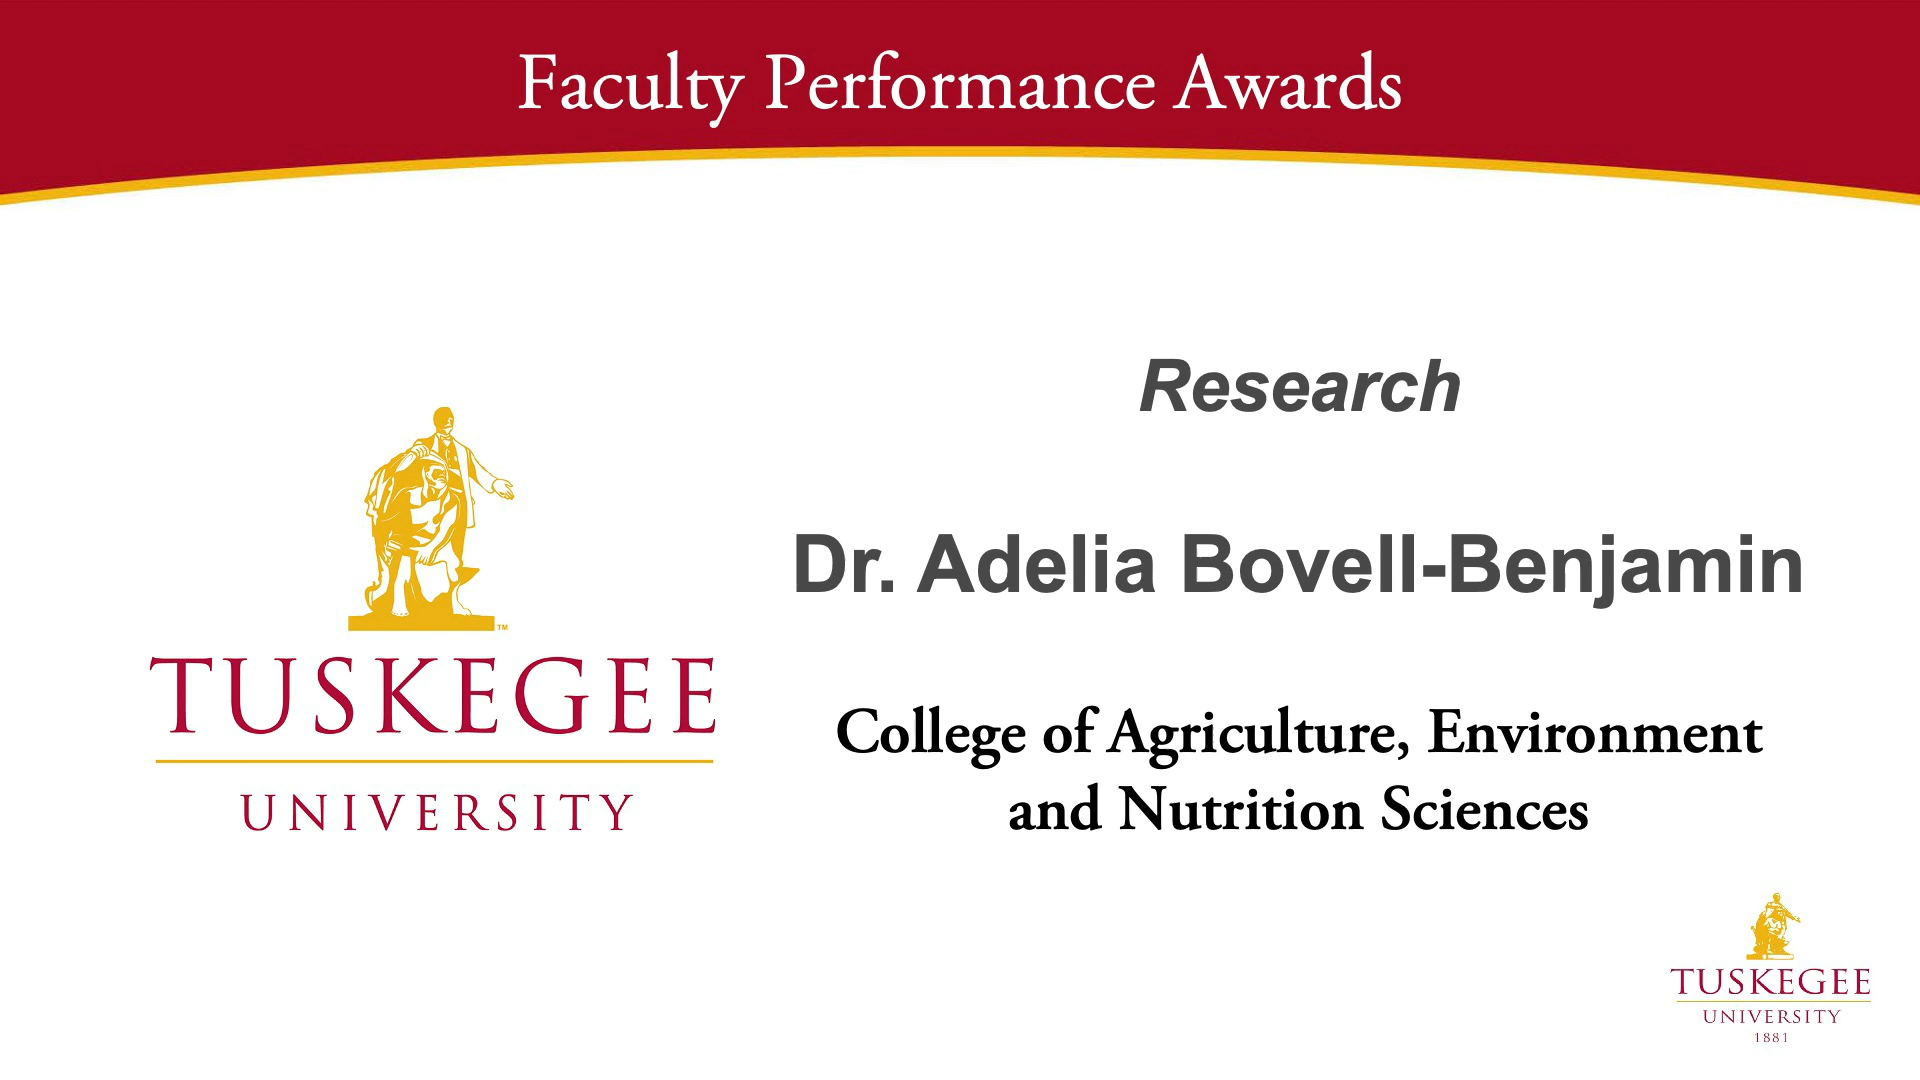 Faculty Performance Awards
Research
Dr. Adelia Bovell-Benjamin
College of Agriculture, Environment
and Nutrition Sciences
TM
TUSKEGEE
UNIVERSITY
TUSKEGEE
UNIVERSITY
1881